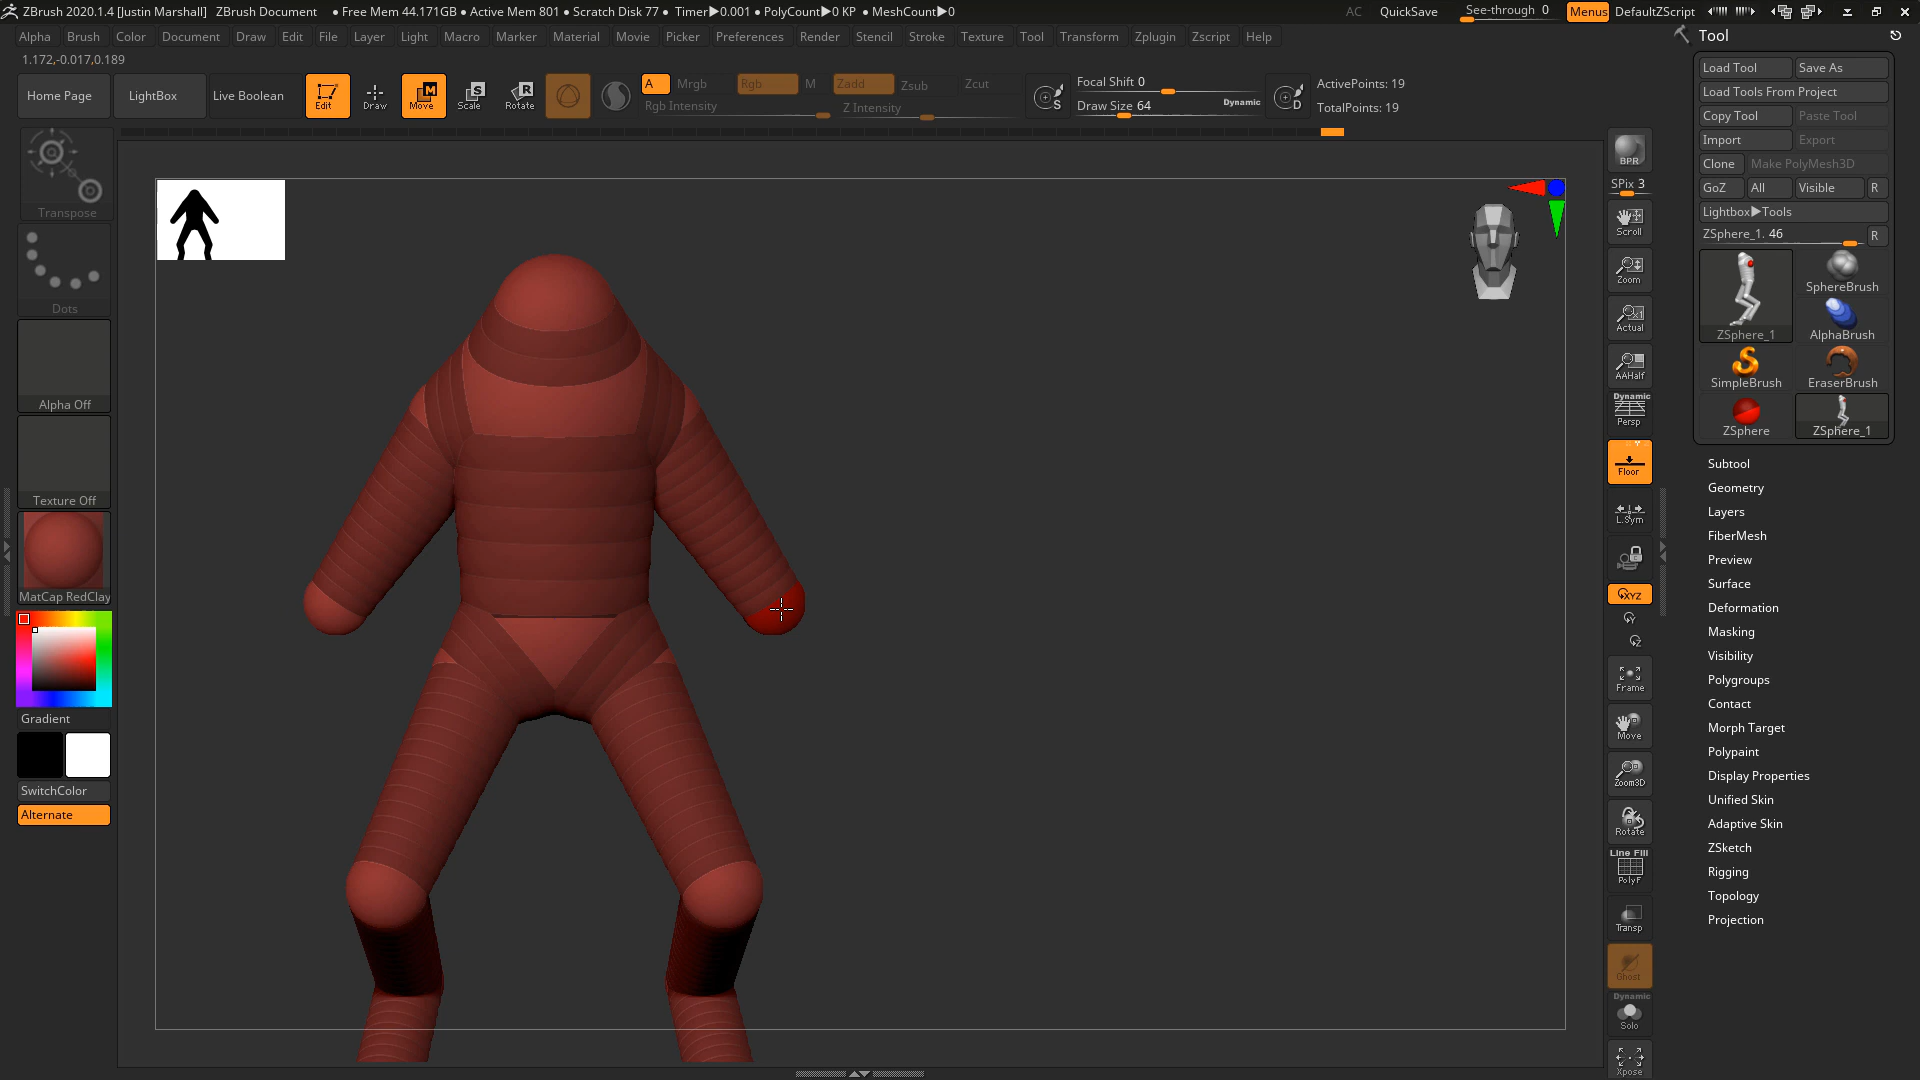 ZBrush 2020.1.4 [Justin Marshall] ZBrush Document ● Free Mem 44.171GB ● Active Mem 801 ● Scratch Disk 77 ● Timer▶0.001 ● PolyCount▶0 KP ● MeshCount▶0 AC QuickSave See-through 0 Menus DefaultZScript
Alpha Brush Color Document Draw Edit File Layer Light Macro Marker Material Movie Picker Preferences Render Stencil Stroke Texture Tool Transform Zplugin Zscript Help
1.172,-0.017,0.189
Home Page LightBox Live Boolean Edit Draw Move Scale Rotate
M S R
A Mrgb Rgb M Zadd Zsub Zcut
Rgb Intensity Z Intensity
S Focal Shift 0
Draw Size 64 Dynamic
D
ActivePoints: 19
TotalPoints: 19
Transpose
Dots
Alpha Off
Texture Off
MatCap RedClay
Gradient
SwitchColor
Alternate
BPR
SPix 3
Scroll
Zoom
Actual
AAHalf
Dynamic
Persp
Floor
L.Sym
XYZ
Y
Z
Frame
Move
Zoom3D
Rotate
Line Fill
PolyF
Transp
Ghost
Dynamic
Solo
Xpose
Tool
Load Tool Save As
Load Tools From Project
Copy Tool Paste Tool
Import Export
Clone Make PolyMesh3D
GoZ All Visible R
Lightbox▶Tools
ZSphere_1. 46 R
ZSphere_1 SphereBrush
AlphaBrush
SimpleBrush EraserBrush
ZSphere ZSphere_1
Subtool
Geometry
Layers
FiberMesh
Preview
Surface
Deformation
Masking
Visibility
Polygroups
Contact
Morph Target
Polypaint
Display Properties
Unified Skin
Adaptive Skin
ZSketch
Rigging
Topology
Projection